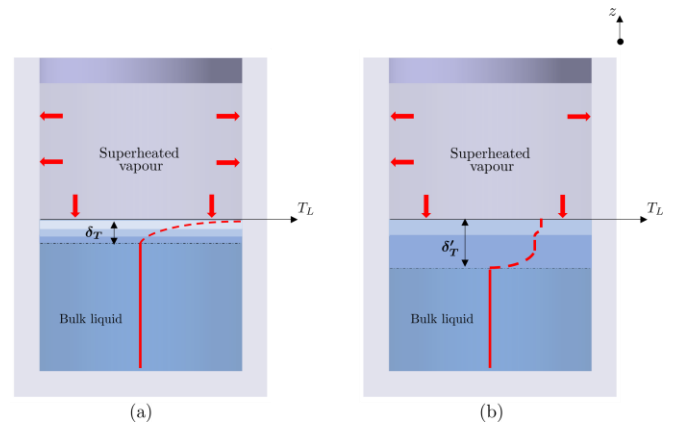 z
Superheated
vapour
T_L
δ_T
Bulk liquid
(a)
Superheated
vapour
T_L
δ′_T
Bulk liquid
(b)